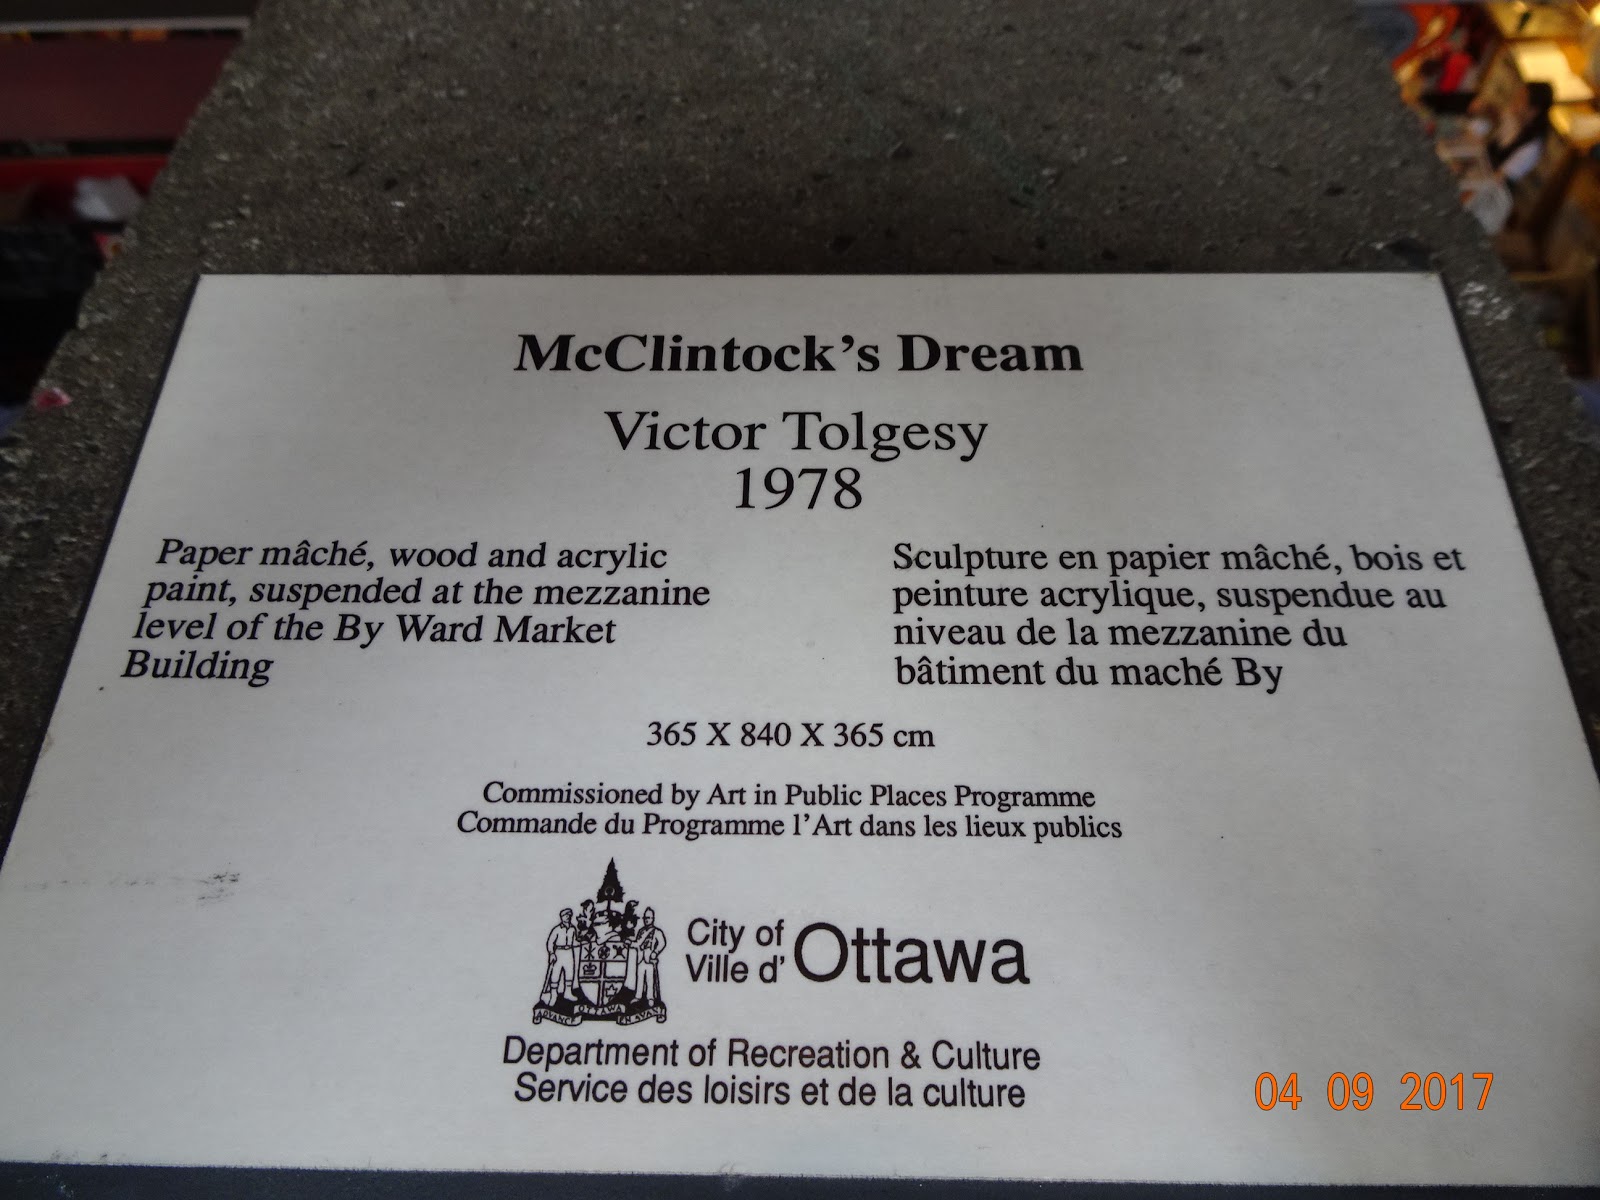 McClintock's Dream
Victor Tolgesy
1978
Paper mâché, wood and acrylic
paint, suspended at the mezzanine
level of the By Ward Market
Building
Sculpture en papier mâché, bois et
peinture acrylique, suspendue au
niveau de la mezzanine du
bâtiment du maché By
365 X 840 X 365 cm
Commissioned by Art in Public Places Programme
Commande du Programme l'Art dans les lieux publics
City of
Ville d'
Ottawa
ADVANCE OTTAWA EN AVANT
Department of Recreation & Culture
Service des loisirs et de la culture
04 09 2017